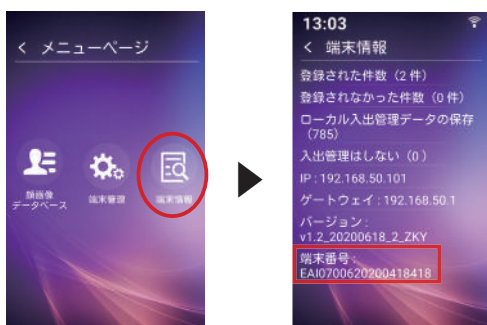 < メニューページ
顔画像
データベース
端末管理
端末情報
13:03
< 端末情報
登録された件数（2 件）
登録されなかった件数（0 件）
ローカル入出管理データの保存
（785）
入出管理はしない（0 ）
IP : 192.168.50.101
ゲートウェイ : 192.168.50.1
バージョン :
v1.2_20200618_2_ZKY
端末番号 :
EAI0700620200418418